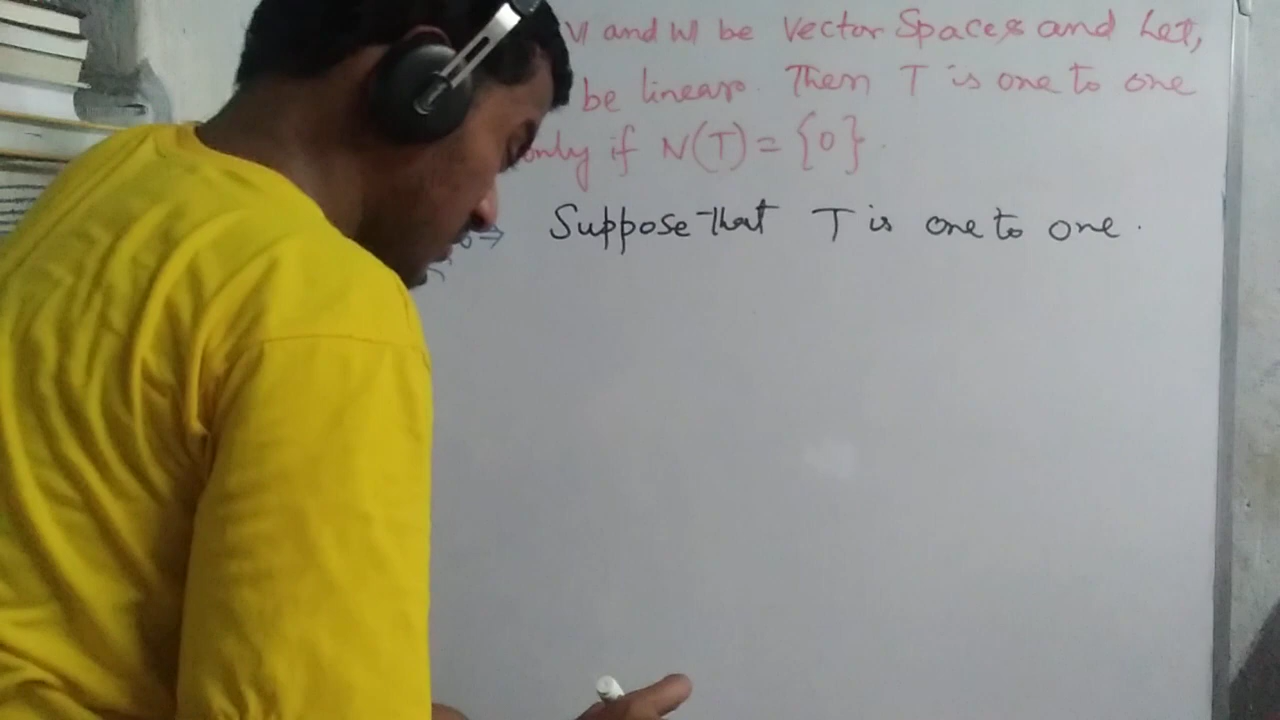 V and W be Vector Spaces and Let,
be linear. Then T is one to one
only if N(T) = {0}.
Suppose that T is one to one.